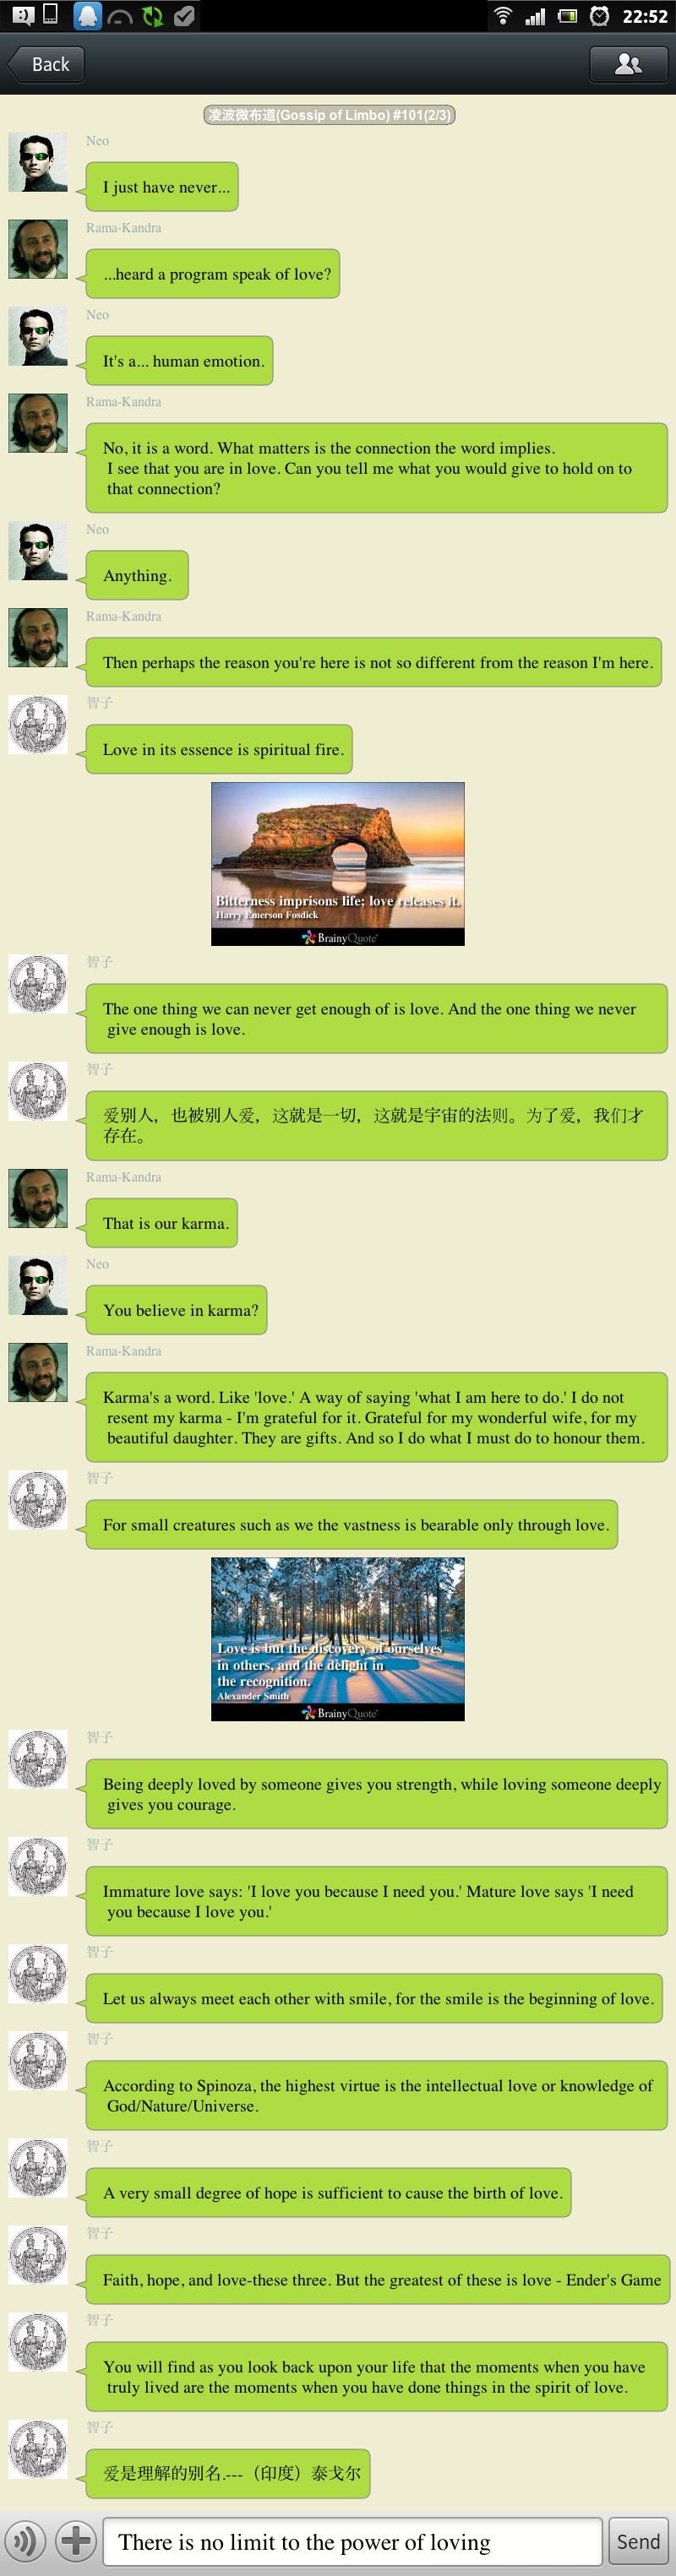 22:52
Back
凌波微布道(Gossip of Limbo) #101(2/3)
Neo
I just have never...
Rama-Kandra
...heard a program speak of love?
Neo
It's a... human emotion.
Rama-Kandra
No, it is a word. What matters is the connection the word implies.
I see that you are in love. Can you tell me what you would give to hold on to
that connection?
Neo
Anything.
Rama-Kandra
Then perhaps the reason you're here is not so different from the reason I'm here.
智子
Love in its essence is spiritual fire.
Bitterness imprisons life; love releases it.
Harry Emerson Fosdick
BrainyQuote®
智子
The one thing we can never get enough of is love. And the one thing we never
give enough is love.
智子
爱别人，也被别人爱，这就是一切，这就是宇宙的法则。为了爱，我们才
存在。
Rama-Kandra
That is our karma.
Neo
You believe in karma?
Rama-Kandra
Karma's a word. Like 'love.' A way of saying 'what I am here to do.' I do not
resent my karma - I'm grateful for it. Grateful for my wonderful wife, for my
beautiful daughter. They are gifts. And so I do what I must do to honour them.
智子
For small creatures such as we the vastness is bearable only through love.
Love is but the discovery of ourselves
in others, and the delight in
the recognition.
Alexander Smith
BrainyQuote®
智子
Being deeply loved by someone gives you strength, while loving someone deeply
gives you courage.
智子
Immature love says: 'I love you because I need you.' Mature love says 'I need
you because I love you.'
智子
Let us always meet each other with smile, for the smile is the beginning of love.
智子
According to Spinoza, the highest virtue is the intellectual love or knowledge of
God/Nature/Universe.
智子
A very small degree of hope is sufficient to cause the birth of love.
智子
Faith, hope, and love-these three. But the greatest of these is love - Ender's Game
智子
You will find as you look back upon your life that the moments when you have
truly lived are the moments when you have done things in the spirit of love.
智子
爱是理解的别名.---（印度）泰戈尔
There is no limit to the power of loving
Send